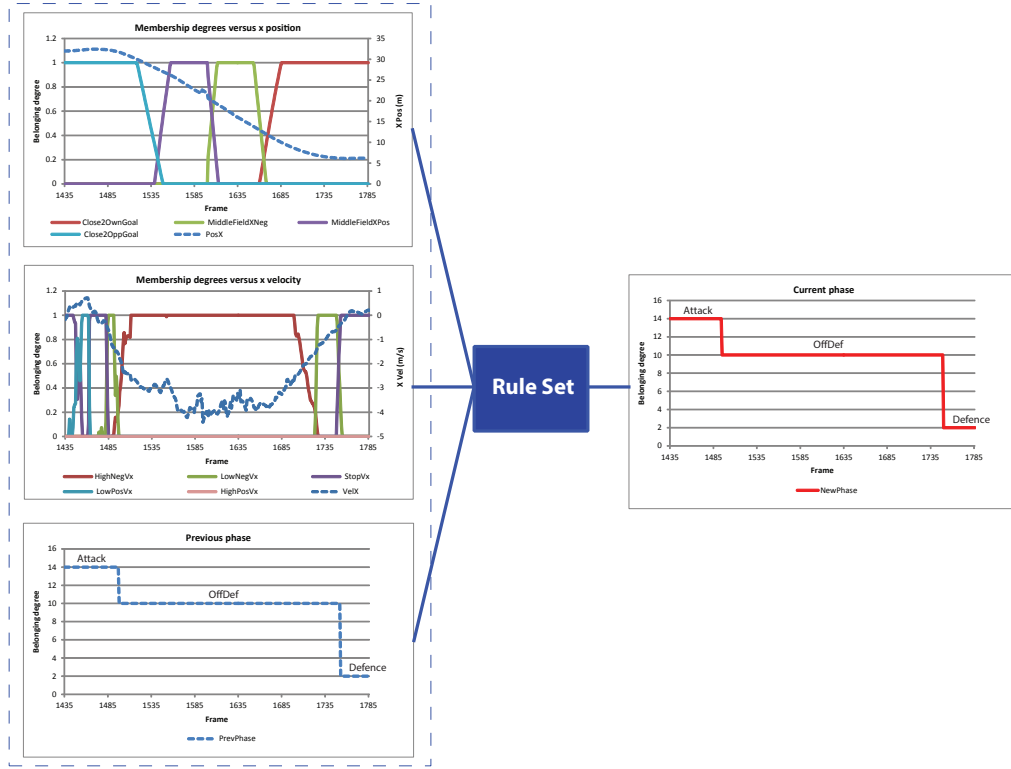 Membership degrees versus x position
Belonging degree
1.2
1
0.8
0.6
0.4
0.2
0
35
30
25
20
15
10
5
0
X Pos (m)
1435 1485 1535 1585 1635 1685 1735 1785
Frame
Close2OwnGoal MiddleFieldXNeg MiddleFieldXPos
Close2OppGoal PosX
Membership degrees versus x velocity
Belonging degree
1.2
1
0.8
0.6
0.4
0.2
0
1
0
-1
-2
-3
-4
-5
X Vel (m/s)
1435 1485 1535 1585 1635 1685 1735 1785
Frame
HighNegVx LowNegVx StopVx
LowPosVx HighPosVx VelX
Previous phase
Belonging degree
16
14
12
10
8
6
4
2
0
Attack
OffDef
Defence
1435 1485 1535 1585 1635 1685 1735 1785
Frame
PrevPhase
Rule Set
Current phase
Belonging degree
16
14
12
10
8
6
4
2
0
Attack
OffDef
Defence
1435 1485 1535 1585 1635 1685 1735 1785
Frame
NewPhase